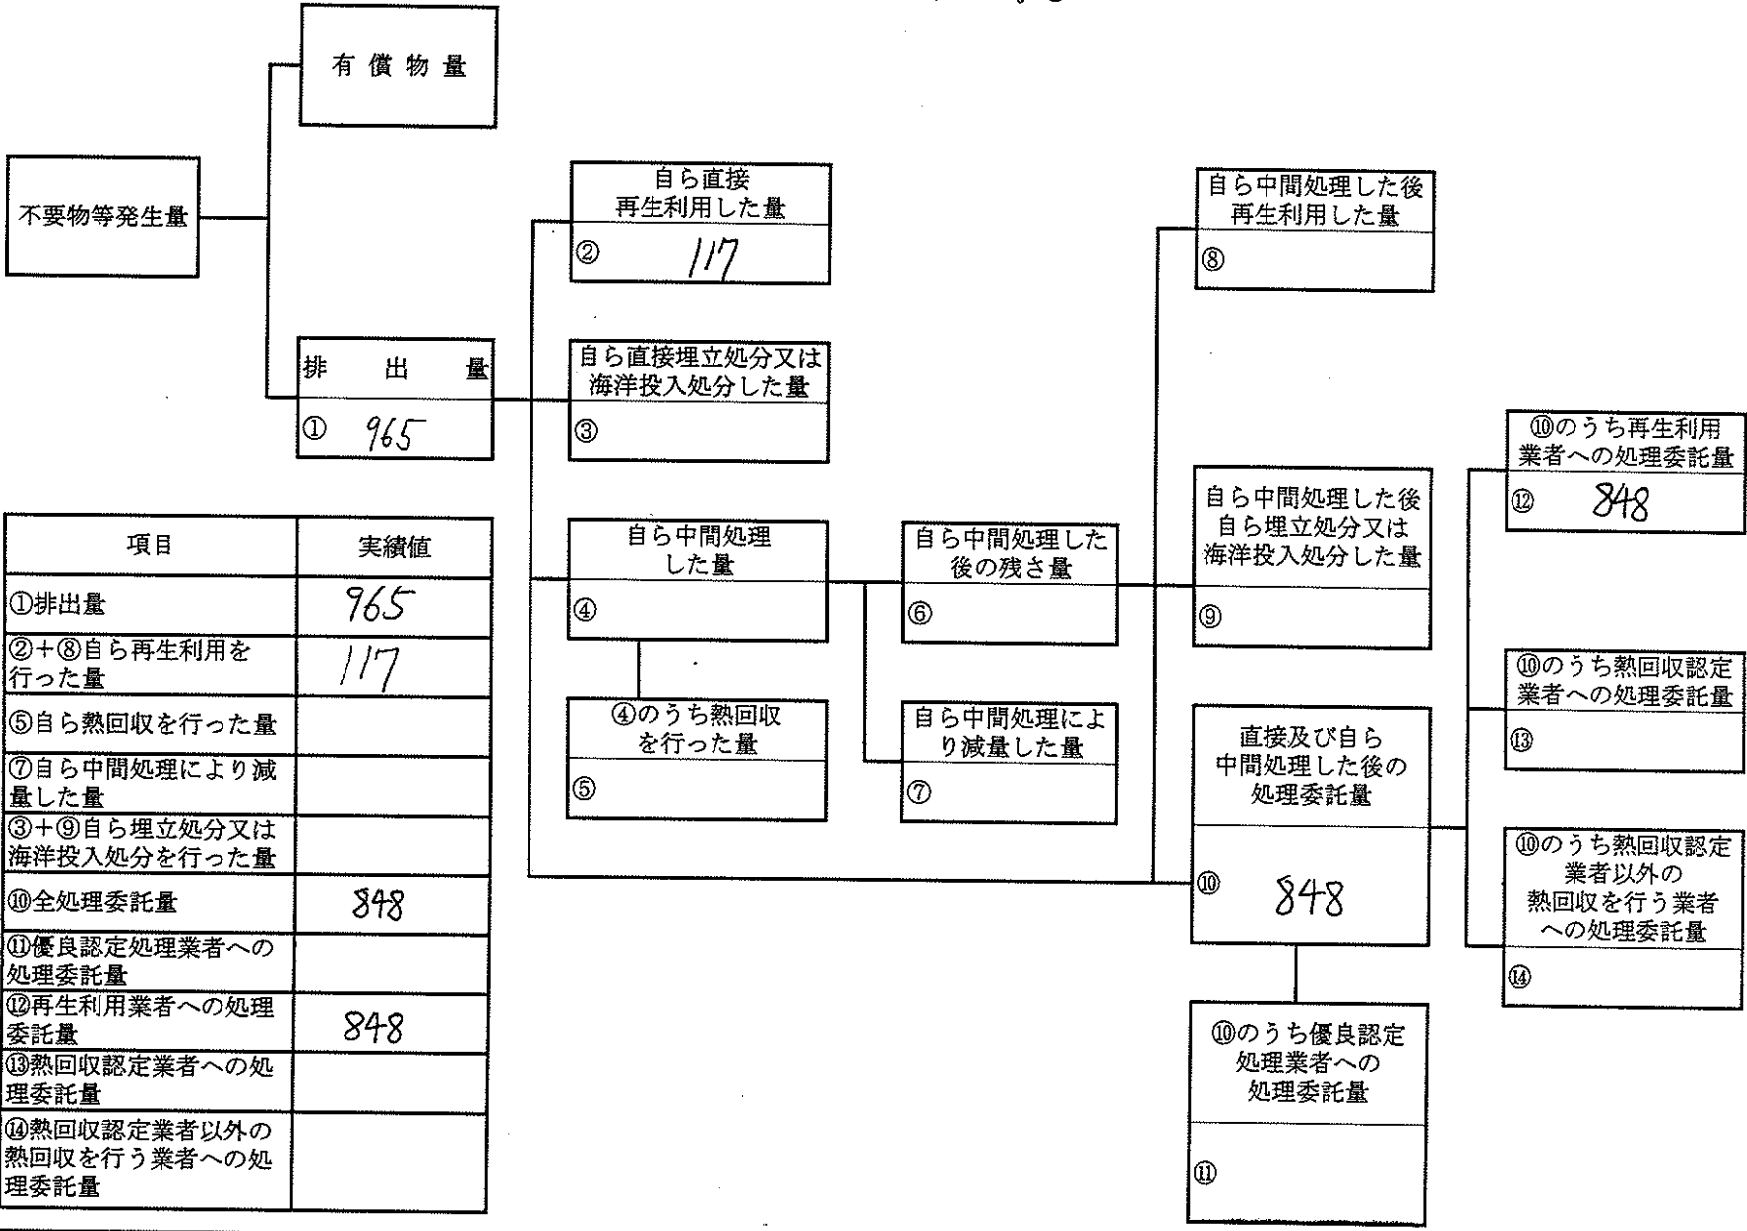 有償物量
不要物等発生量
排出量
① 965
自ら直接
再生利用した量
② 117
自ら直接埋立処分又は
海洋投入処分した量
③
自ら中間処理
した量
④
④のうち熱回収
を行った量
⑤
自ら中間処理した
後の残さ量
⑥
自ら中間処理によ
り減量した量
⑦
自ら中間処理した後
再生利用した量
⑧
自ら中間処理した後
自ら埋立処分又は
海洋投入処分した量
⑨
直接及び自ら
中間処理した後の
処理委託量
⑩ 848
⑩のうち優良認定
処理業者への
処理委託量
⑪
⑩のうち再生利用
業者への処理委託量
⑫ 848
⑩のうち熱回収認定
業者への処理委託量
⑬
⑩のうち熱回収認定
業者以外の
熱回収を行う業者
への処理委託量
⑭
項目 実績値
①排出量 965
②+⑧自ら再生利用を
行った量 117
⑤自ら熱回収を行った量
⑦自ら中間処理により減
量した量
③+⑨自ら埋立処分又は
海洋投入処分を行った量
⑩全処理委託量 848
⑪優良認定処理業者への
処理委託量
⑫再生利用業者への処理
委託量 848
⑬熱回収認定業者への処
理委託量
⑭熱回収認定業者以外の
熱回収を行う業者への処
理委託量